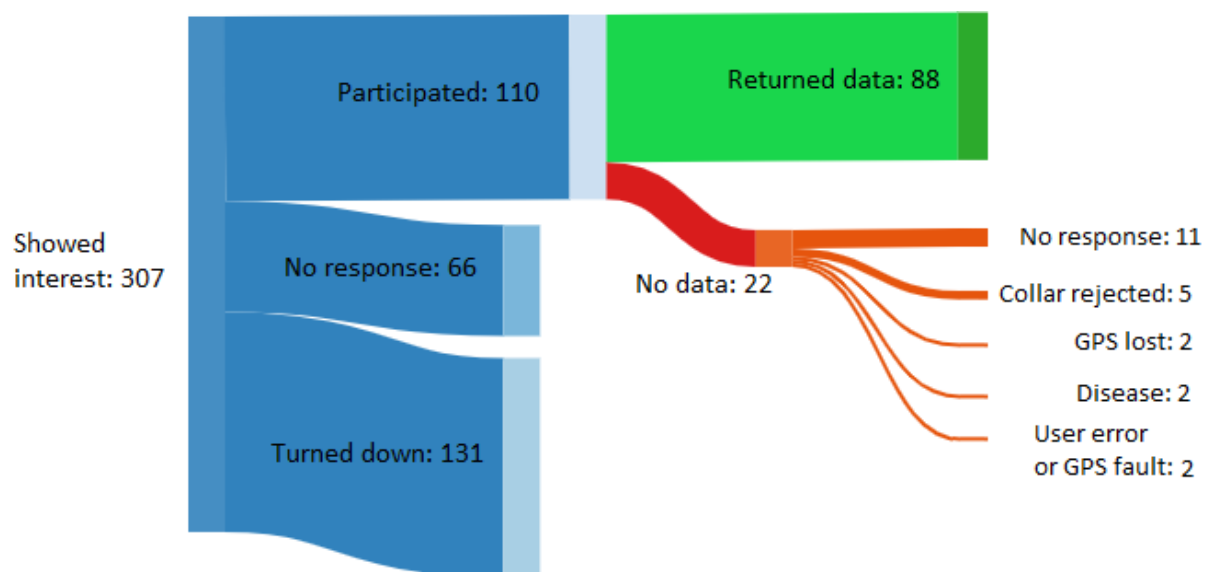 Participated: 110
Returned data: 88
Showed
interest: 307
No response: 66
No data: 22
No response: 11
Collar rejected: 5
GPS lost: 2
Disease: 2
Turned down: 131
User error
or GPS fault: 2